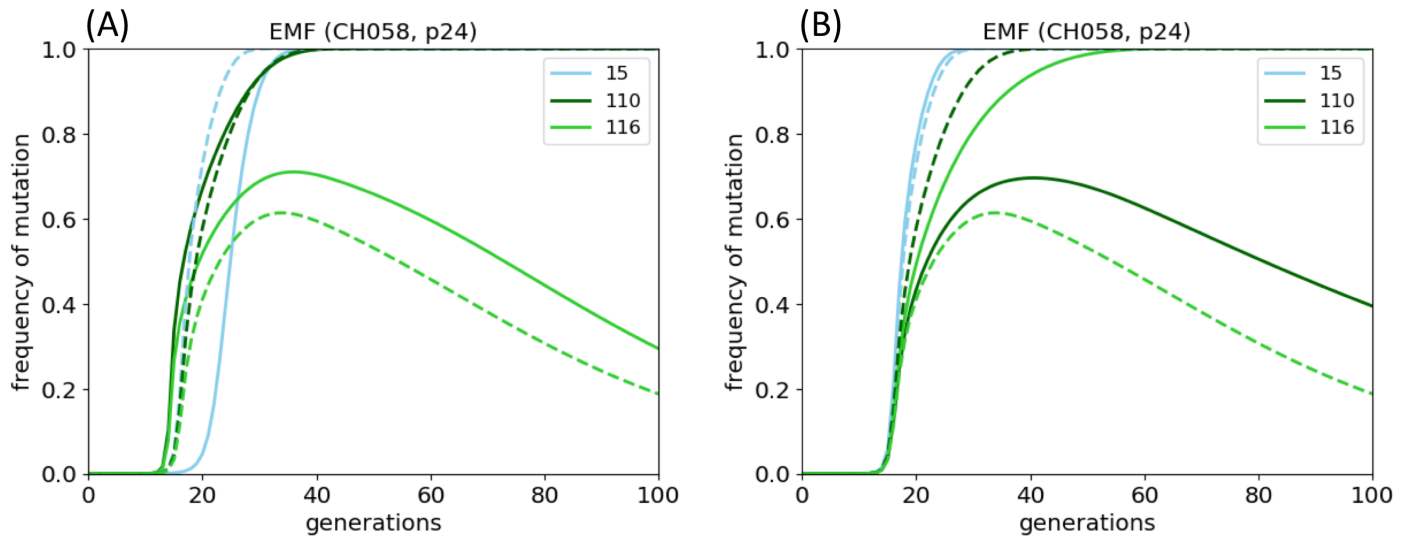 (A)
EMF (CH058, p24)
frequency of mutation
1.0
0.8
0.6
0.4
0.2
0.0
15
110
116
0 20 40 60 80 100
generations
(B)
EMF (CH058, p24)
frequency of mutation
1.0
0.8
0.6
0.4
0.2
0.0
15
110
116
0 20 40 60 80 100
generations